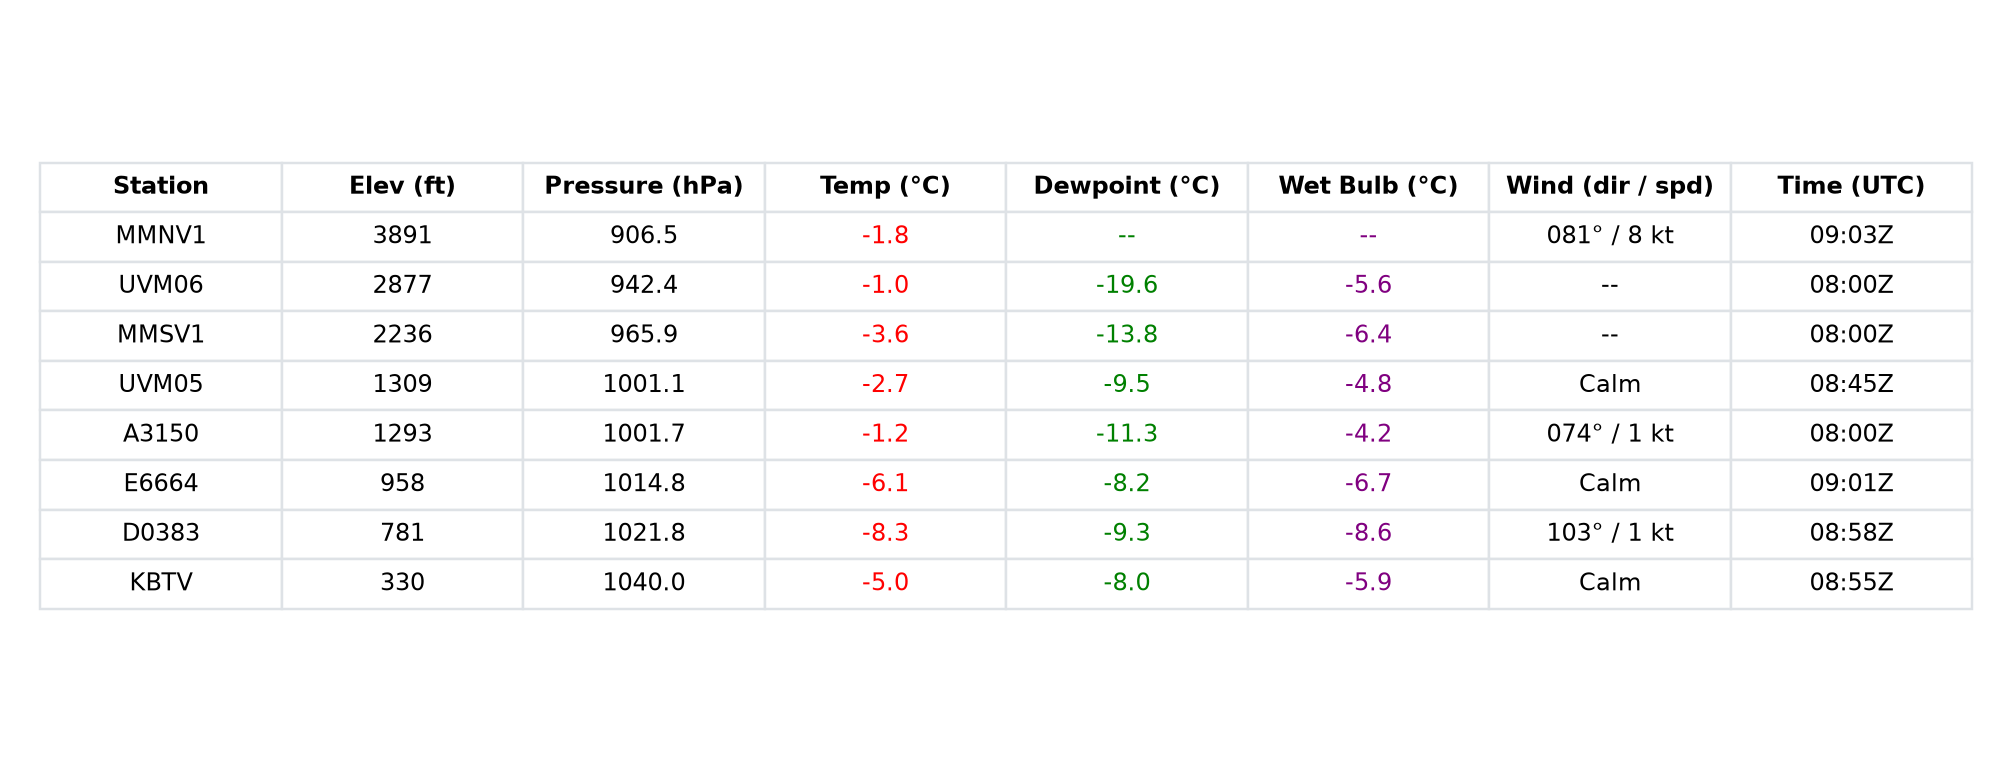 Station Elev (ft) Pressure (hPa) Temp (°C) Dewpoint (°C) Wet Bulb (°C) Wind (dir / spd) Time (UTC)
MMNV1 3891 906.5 -1.8 -- -- 081° / 8 kt 09:03Z
UVM06 2877 942.4 -1.0 -19.6 -5.6 -- 08:00Z
MMSV1 2236 965.9 -3.6 -13.8 -6.4 -- 08:00Z
UVM05 1309 1001.1 -2.7 -9.5 -4.8 Calm 08:45Z
A3150 1293 1001.7 -1.2 -11.3 -4.2 074° / 1 kt 08:00Z
E6664 958 1014.8 -6.1 -8.2 -6.7 Calm 09:01Z
D0383 781 1021.8 -8.3 -9.3 -8.6 103° / 1 kt 08:58Z
KBTV 330 1040.0 -5.0 -8.0 -5.9 Calm 08:55Z